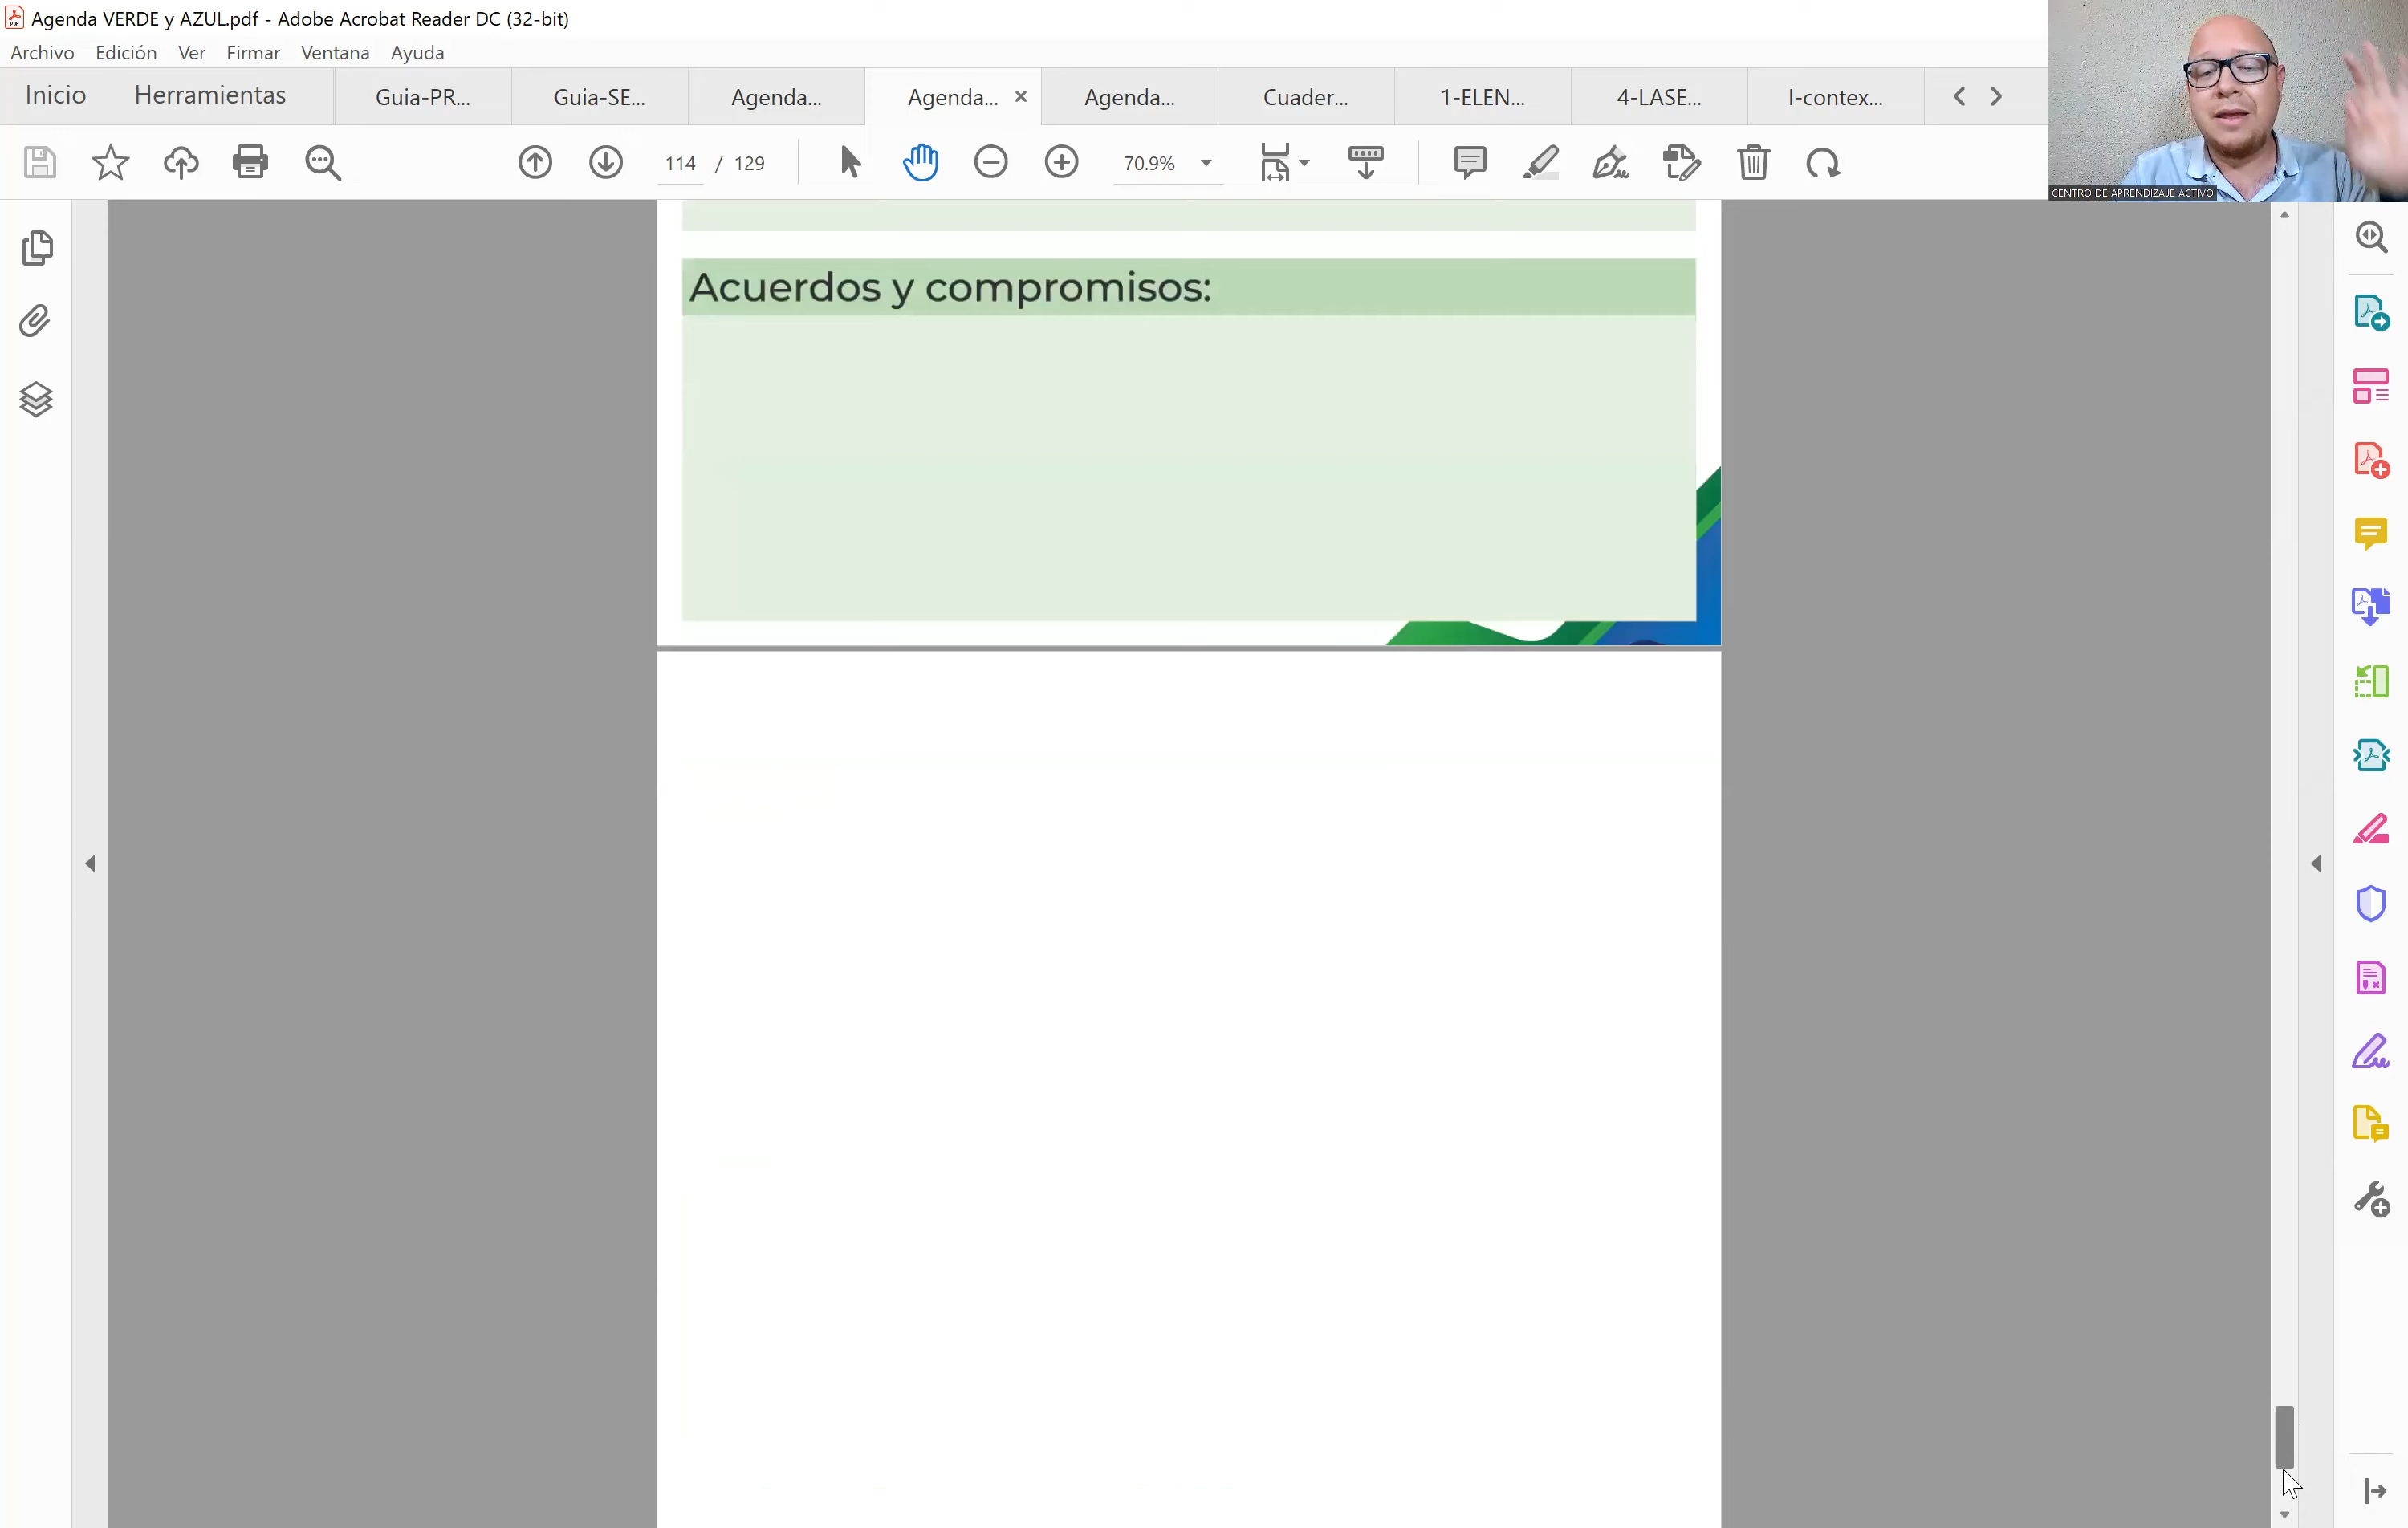 Agenda VERDE y AZUL.pdf - Adobe Acrobat Reader DC (32-bit)
Archivo Edición Ver Firmar Ventana Ayuda
Inicio Herramientas Guia-PR... Guia-SE... Agenda... Agenda... Agenda... Cuader... 1-ELEN... 4-LASE... I-contex...
114 / 129 70.9%
CENTRO DE APRENDIZAJE ACTIVO
Acuerdos y compromisos: